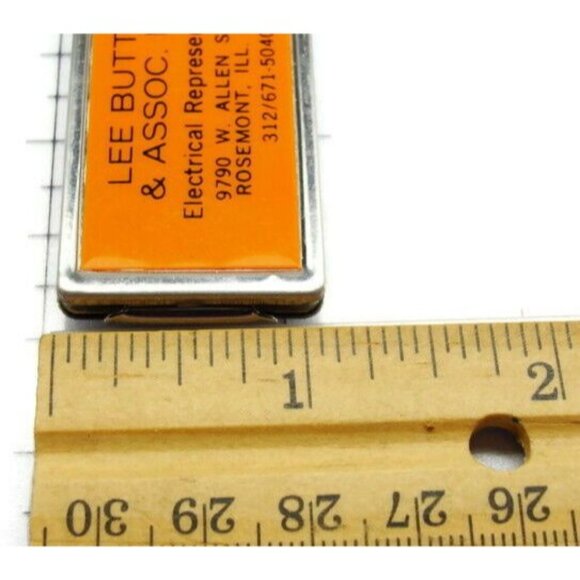 LEE BUTT
& ASSOC.
Electrical Represe
9790 W. ALLEN S
ROSEMONT, ILL.
312/671-504
1 2
30 29 28 27 26